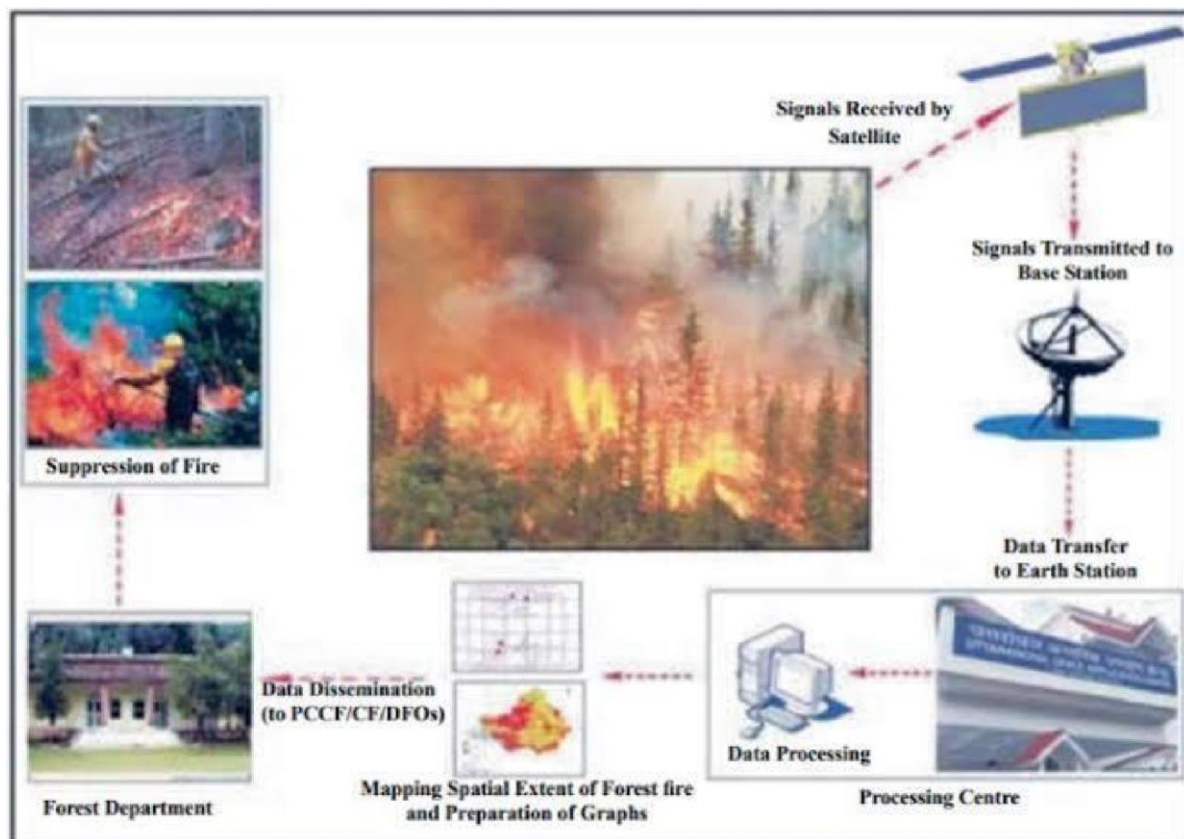 Signals Received by
Satellite
Signals Transmitted to
Base Station
Data Transfer
to Earth Station
Data Processing
Processing Centre
Mapping Spatial Extent of Forest fire
and Preparation of Graphs
Data Dissemination
(to PCCF/CF/DFOs)
Forest Department
Suppression of Fire